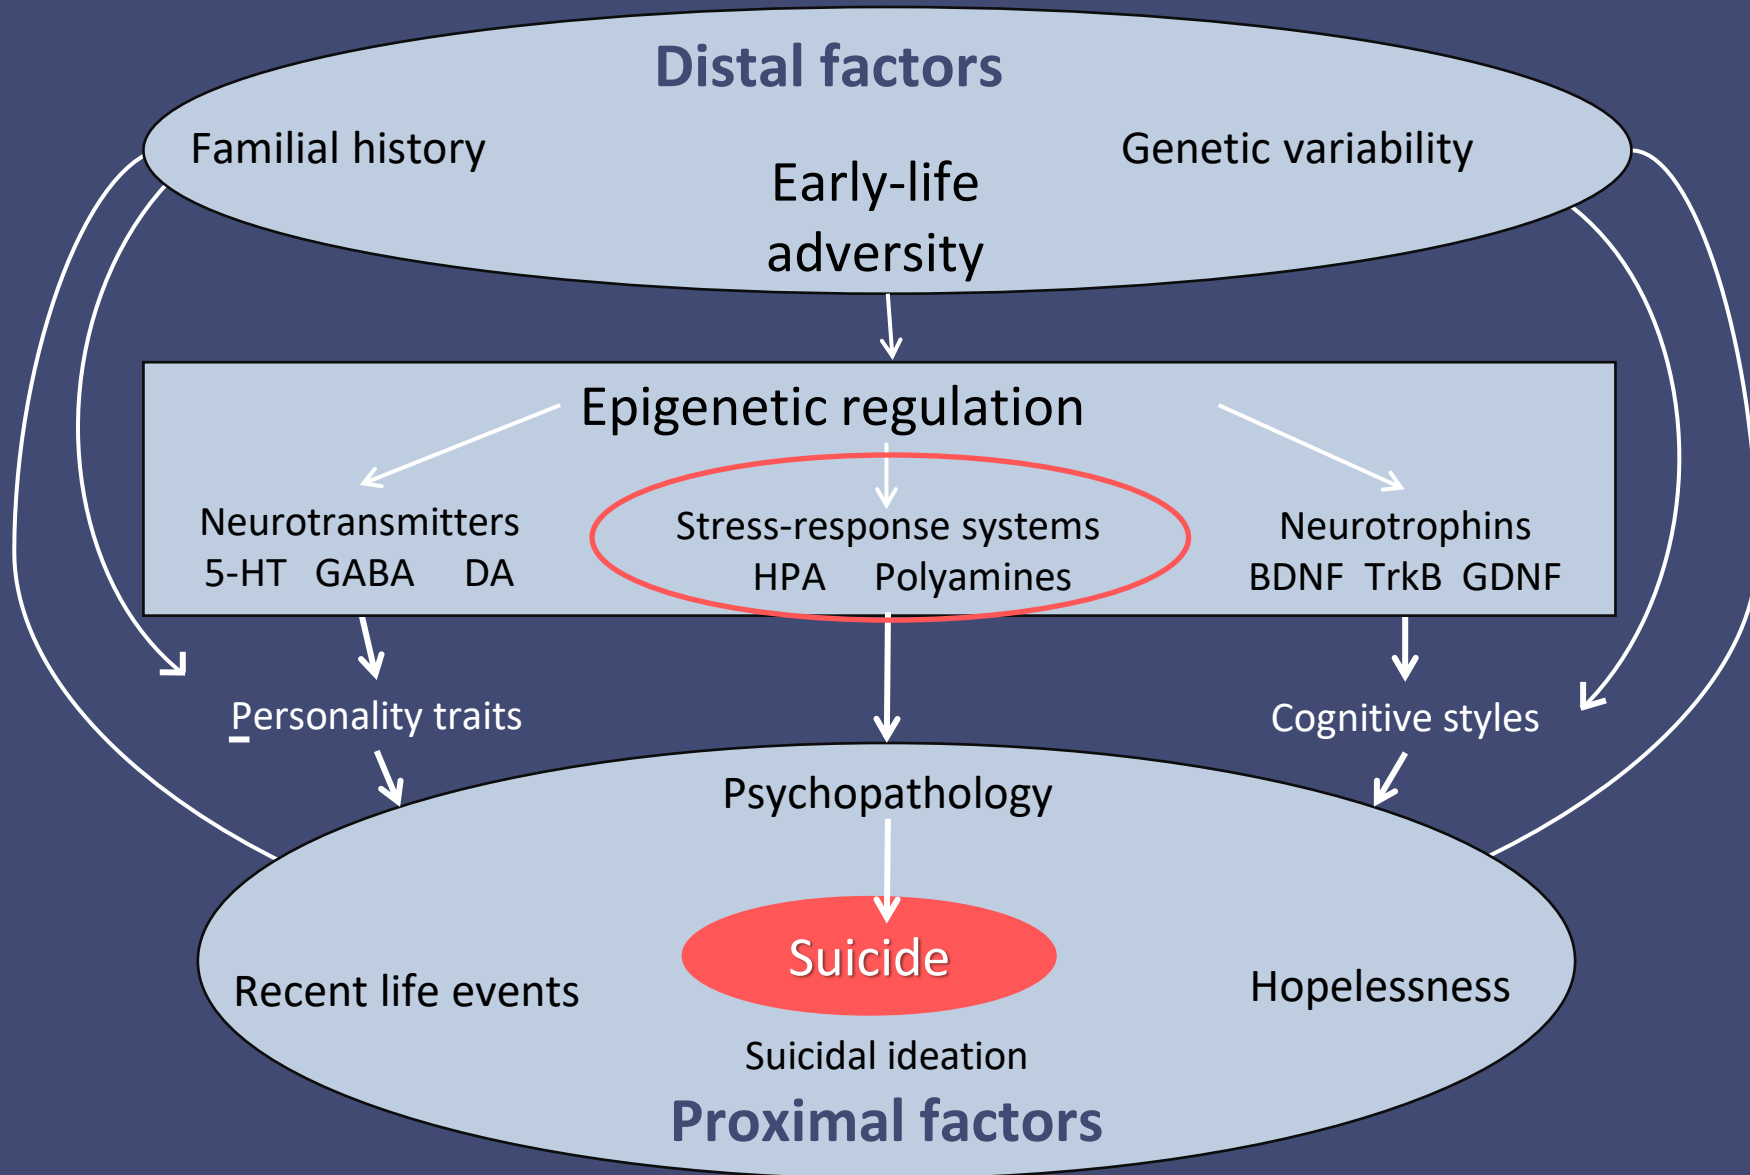 Distal factors
Familial history
Genetic variability
Early-life
adversity
Epigenetic regulation
Neurotransmitters
5-HT GABA DA
Stress-response systems
HPA Polyamines
Neurotrophins
BDNF TrkB GDNF
Personality traits
Cognitive styles
Psychopathology
Suicide
Recent life events
Hopelessness
Suicidal ideation
Proximal factors